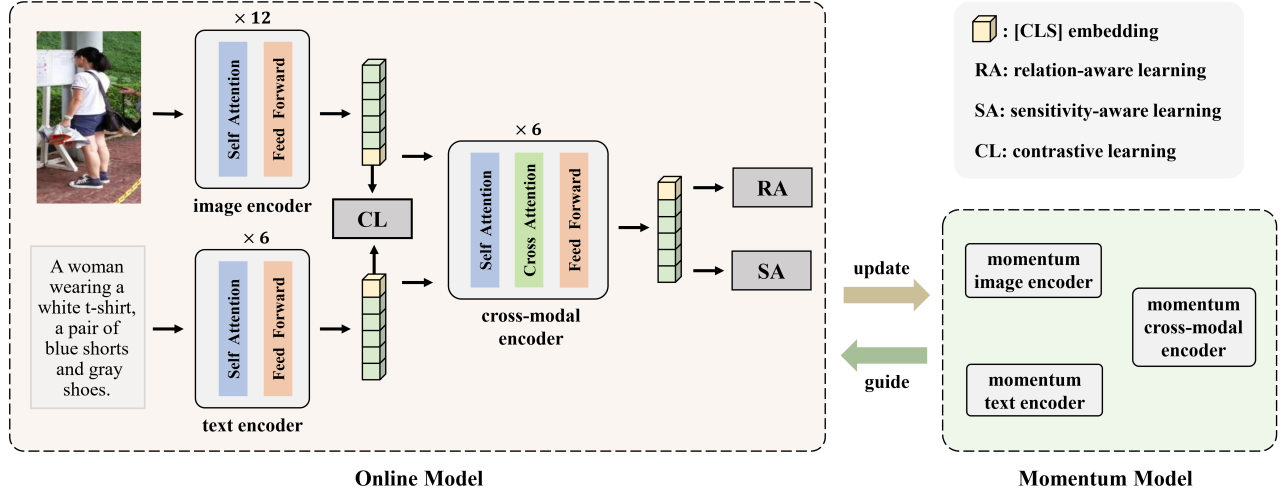 × 12
Self Attention
Feed Forward
image encoder
A woman
wearing a
white t-shirt,
a pair of
blue shorts
and gray
shoes.
× 6
Self Attention
Feed Forward
text encoder
CL
× 6
Self Attention
Cross Attention
Feed Forward
cross-modal
encoder
RA
SA
Online Model
update
guide
: [CLS] embedding
RA: relation-aware learning
SA: sensitivity-aware learning
CL: contrastive learning
momentum
image encoder
momentum
cross-modal
encoder
momentum
text encoder
Momentum Model